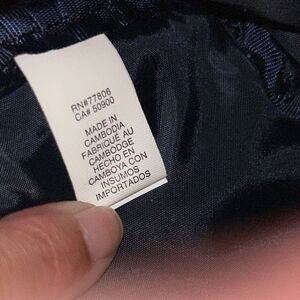 RN#77806
CA# 50900
MADE IN
CAMBODIA
FABRIQUÉ AU
CAMBODGE
HECHO EN
CAMBOYA CON
INSUMOS
IMPORTADOS